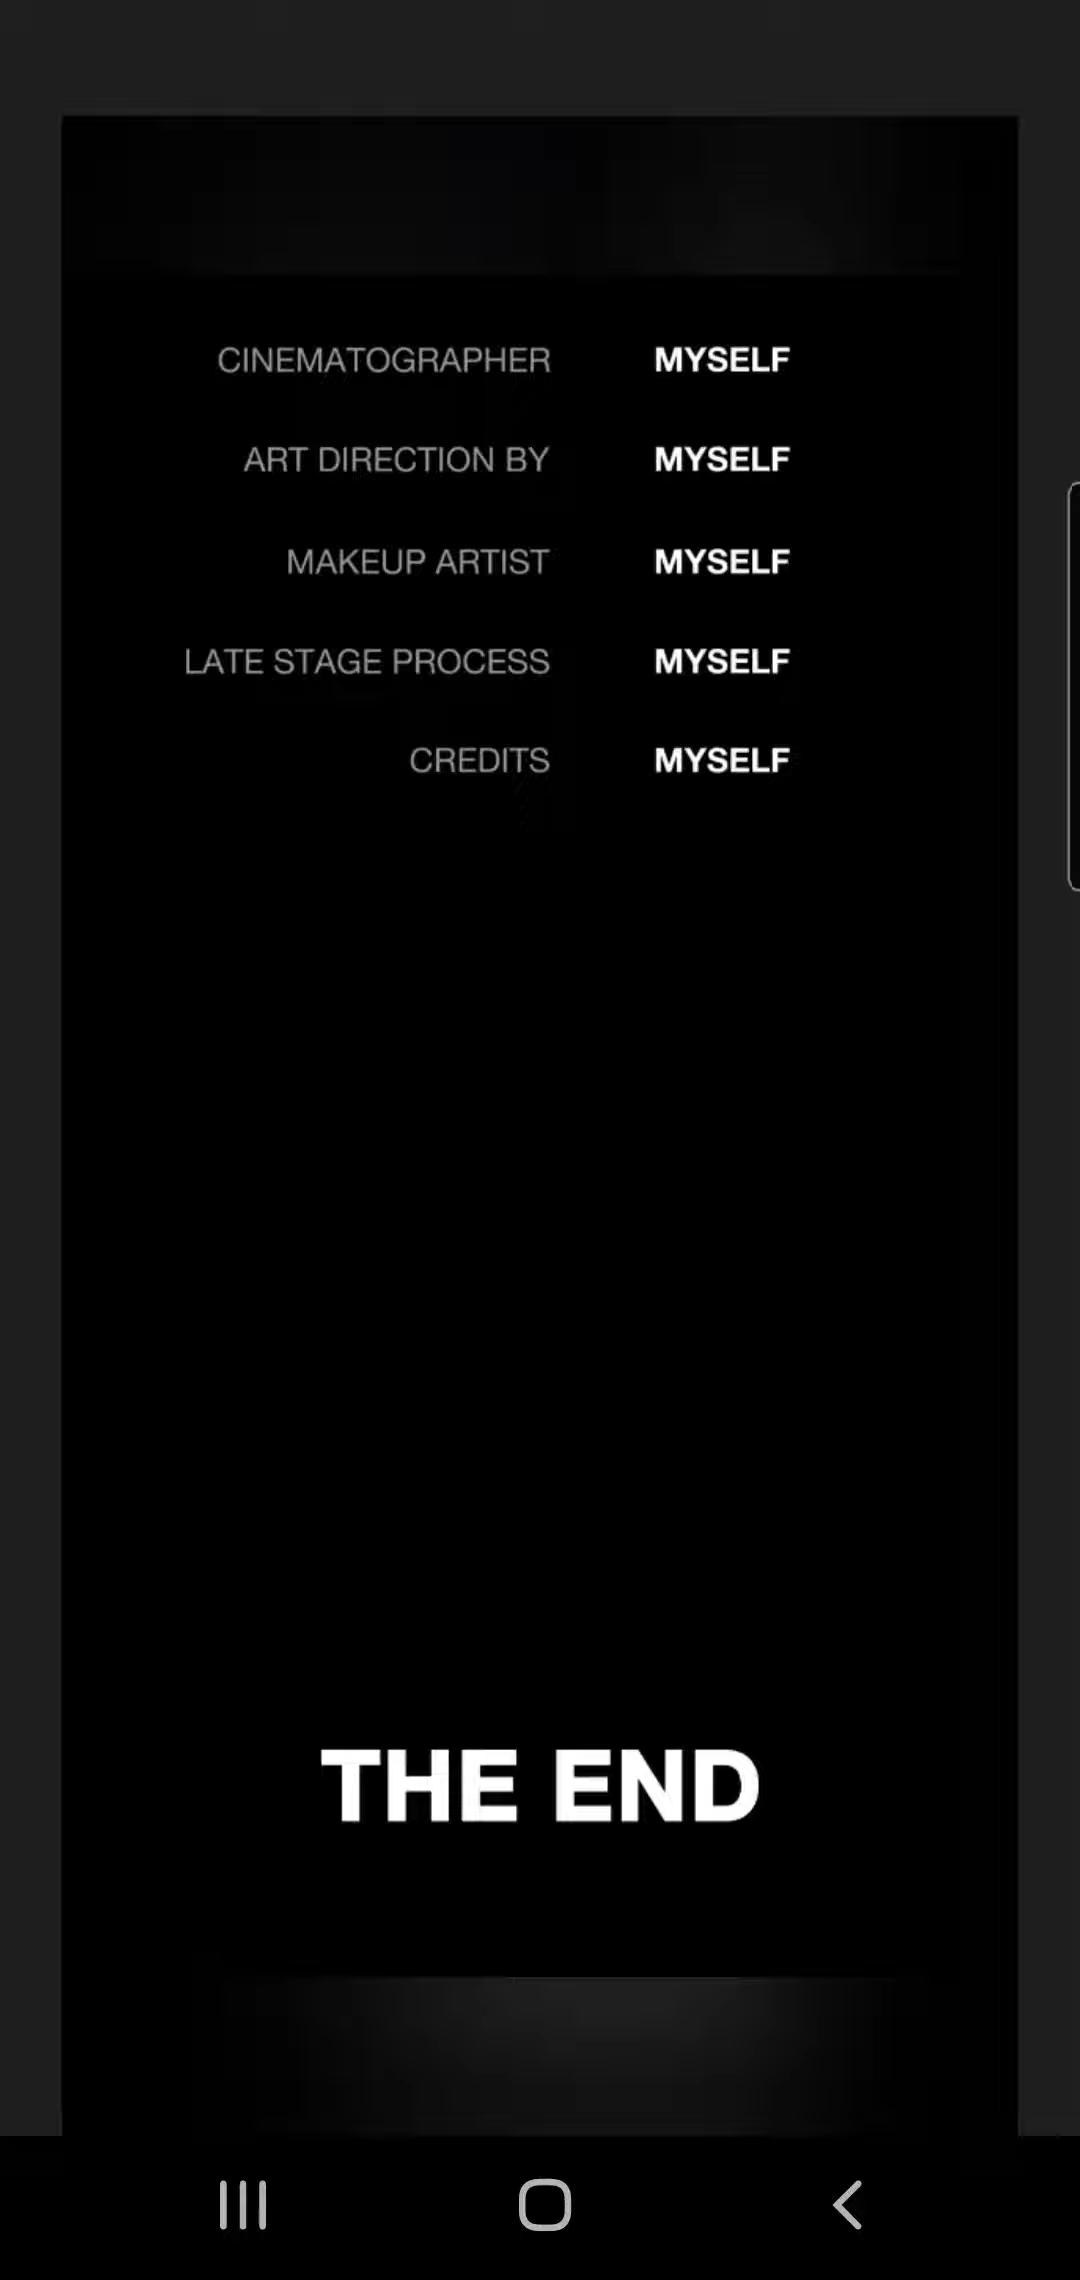 CINEMATOGRAPHER MYSELF
ART DIRECTION BY MYSELF
MAKEUP ARTIST MYSELF
LATE STAGE PROCESS MYSELF
CREDITS MYSELF
THE END